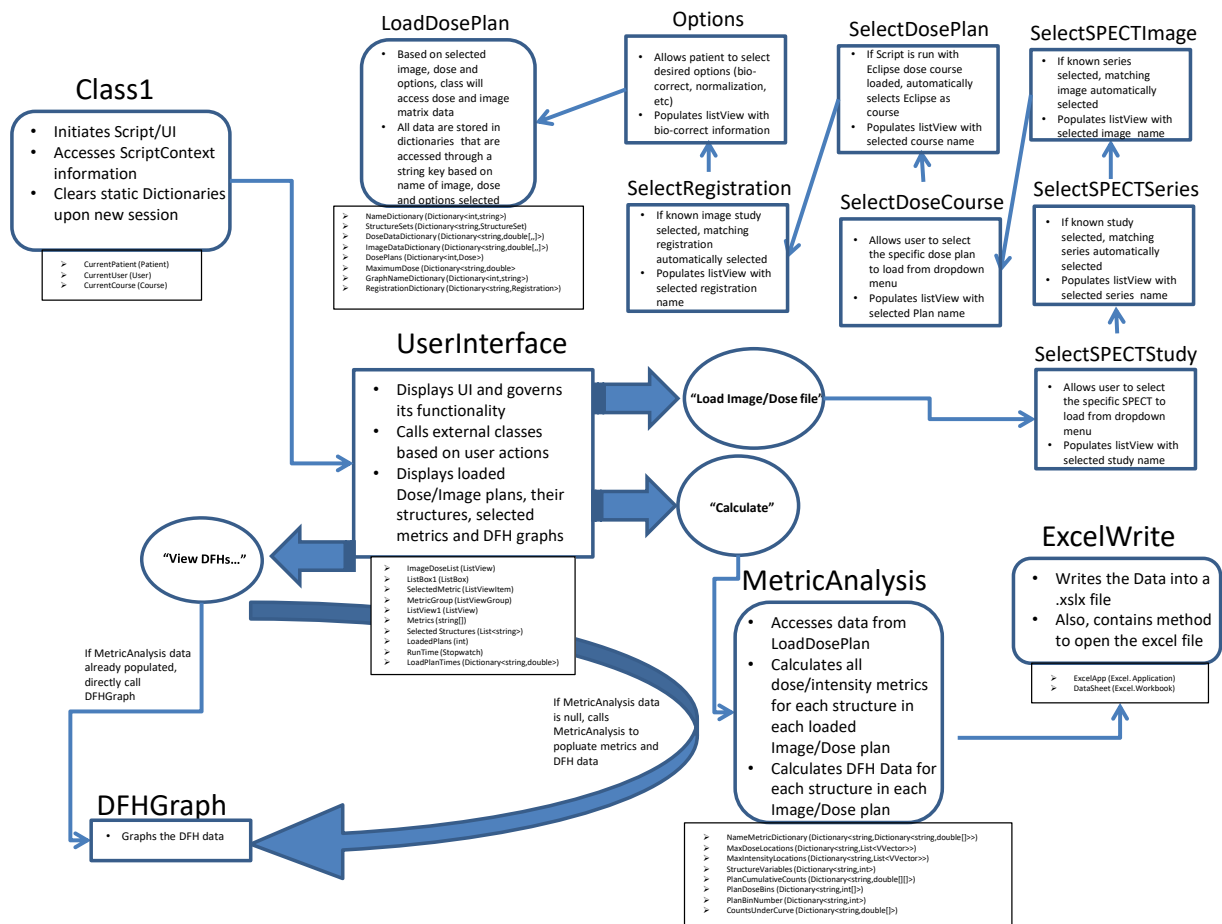 Class1
• Initiates Script/UI
• Accesses ScriptContext
information
• Clears static Dictionaries
upon new session
➢ CurrentPatient (Patient)
➢ CurrentUser (User)
➢ CurrentCourse (Course)
LoadDosePlan
• Based on selected
image, dose and
options, class will
access dose and image
matrix data
• All data are stored in
dictionaries that are
accessed through a
string key based on
name of image, dose
and options selected
➢ NameDictionary (Dictionary<int,string>)
➢ StructureSets (Dictionary<string,StructureSet)
➢ DoseDataDictionary (Dictionary<string,double[,,]>)
➢ ImageDataDictionary (Dictionary<string,double[,,]>)
➢ DosePlans (Dictionary<int,Dose>)
➢ MaximumDose (Dictionary<string,double>
➢ GraphNameDictionary (Dictionary<int,string>)
➢ RegistrationDictionary (Dictionary<string,Registration>)
Options
• Allows patient to select
desired options (bio-
correct, normalization,
etc)
• Populates listView with
bio-correct information
SelectRegistration
• If known image study
selected, matching
registration
automatically selected
• Populates listView with
selected registration
name
SelectDosePlan
• If Script is run with
Eclipse dose course
loaded, automatically
selects Eclipse as
course
• Populates listView with
selected course name
SelectDoseCourse
• Allows user to select
the specific dose plan
to load from dropdown
menu
• Populates listView with
selected Plan name
SelectSPECTImage
• If known series
selected, matching
image automatically
selected
• Populates listView with
selected image name
SelectSPECTSeries
• If known study
selected, matching
series automatically
selected
• Populates listView with
selected series name
SelectSPECTStudy
• Allows user to select
the specific SPECT to
load from dropdown
menu
• Populates listView with
selected study name
UserInterface
• Displays UI and governs
its functionality
• Calls external classes
based on user actions
• Displays loaded
Dose/Image plans, their
structures, selected
metrics and DFH graphs
➢ ImageDoseList (ListView)
➢ ListBox1 (ListBox)
➢ SelectedMetric (ListViewItem)
➢ MetricGroup (ListViewGroup)
➢ ListView1 (ListView)
➢ Metrics (string[])
➢ Selected Structures (List<string>)
➢ LoadedPlans (int)
➢ RunTime (Stopwatch)
➢ LoadPlanTimes (Dictionary<string,double>)
“Load Image/Dose file”
“Calculate”
“View DFHs…”
If MetricAnalysis data
already populated,
directly call
DFHGraph
If MetricAnalysis data
is null, calls
MetricAnalysis to
popluate metrics and
DFH data
DFHGraph
• Graphs the DFH data
MetricAnalysis
• Accesses data from
LoadDosePlan
• Calculates all
dose/intensity metrics
for each structure in
each loaded
Image/Dose plan
• Calculates DFH Data for
each structure in each
Image/Dose plan
➢ NameMetricDictionary (Dictionary<string,Dictionary<string,double[]>>)
➢ MaxDoseLocations (Dictionary<string,List<VVector>>)
➢ MaxIntensityLocations (Dictionary<string,List<VVector>>)
➢ StructureVariables (Dictionary<string,int>)
➢ PlanCumulativeCounts (Dictionary<string,double[][]>)
➢ PlanDoseBins (Dictionary<string,int[]>)
➢ PlanBinNumber (Dictionary<string,int>)
➢ CountsUnderCurve (Dictionary<string,double[]>)
ExcelWrite
• Writes the Data into a
.xslx file
• Also, contains method
to open the excel file
➢ ExcelApp (Excel.Application)
➢ DataSheet (Excel.Workbook)